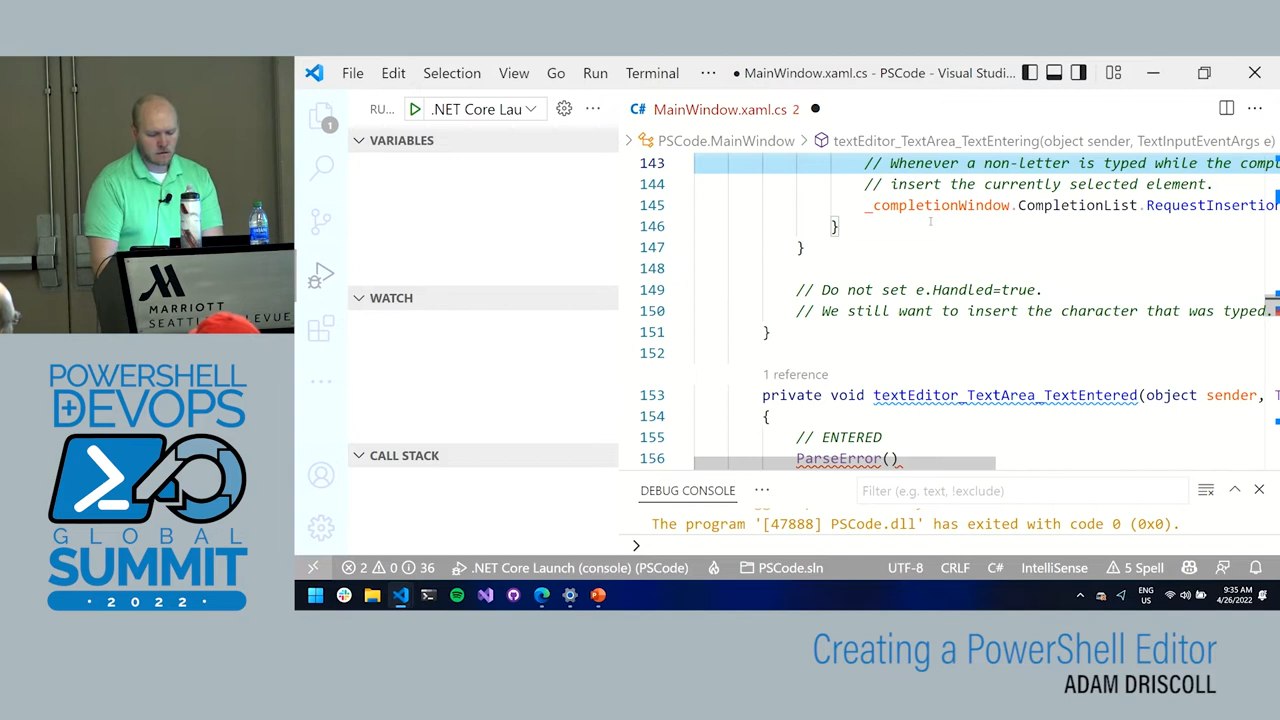 File Edit Selection View Go Run Terminal ··· ● MainWindow.xaml.cs - PSCode - Visual Studi...
RU... .NET Core Lau ···
C# MainWindow.xaml.cs 2 ●
VARIABLES
PSCode.MainWindow > textEditor_TextArea_TextEntering(object sender, TextInputEventArgs e)
143 // Whenever a non-letter is typed while the
144 // insert the currently selected element.
145 _completionWindow.CompletionList.RequestInsertion
146 }
147 }
148
149 // Do not set e.Handled=true.
150 // We still want to insert the character that was typed.
151 }
152
1 reference
153 private void textEditor_TextArea_TextEntered(object sender,
154 {
155 // ENTERED
156 ParseError()
WATCH
CALL STACK
1
DEBUG CONSOLE ··· Filter (e.g. text, !exclude)
The program '[47888] PSCode.dll' has exited with code 0 (0x0).
>
2 0 36 .NET Core Launch (console) (PSCode) PSCode.sln UTF-8 CRLF C# IntelliSense 5 Spell
ENG
US
9:35 AM
4/26/2022
MARRIOTT
POWERSHELL
DEVOPS
GLOBAL
SUMMIT
· 2 0 2 2 ·
Creating a PowerShell Editor
ADAM DRISCOLL